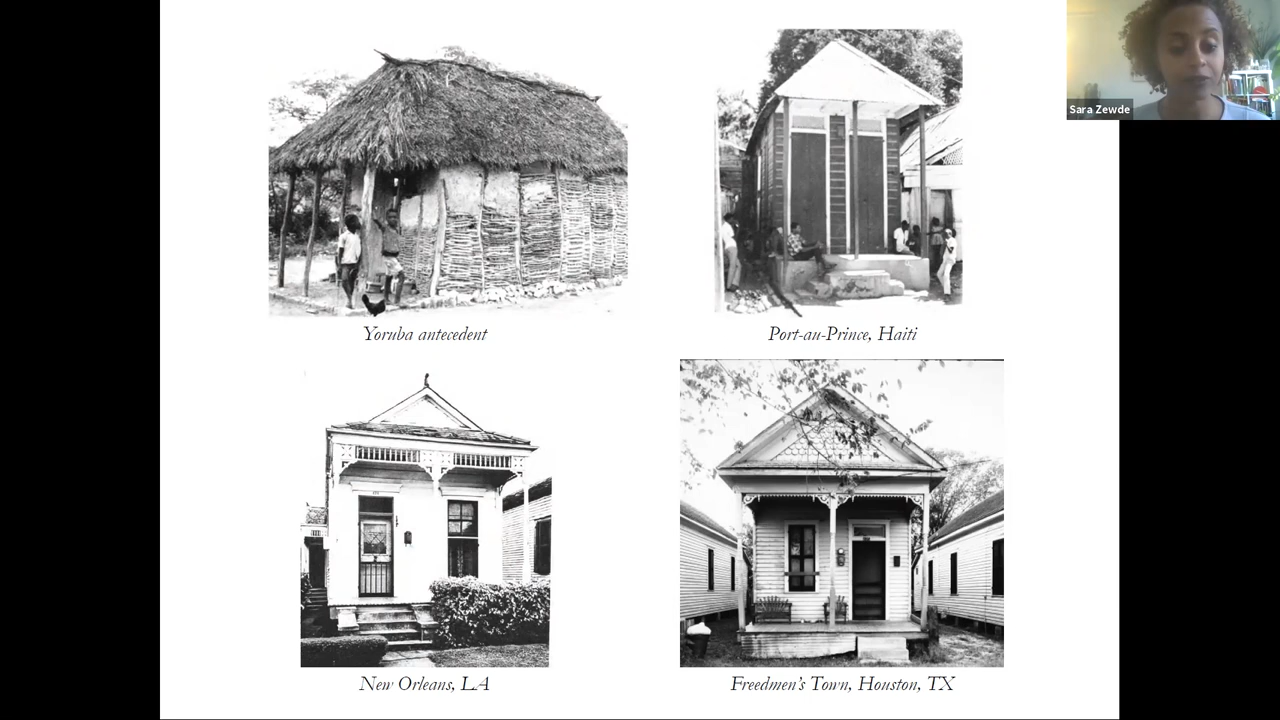 Sara Zewde
Yoruba antecedent
Port-au-Prince, Haiti
New Orleans, LA
Freedmen's Town, Houston, TX